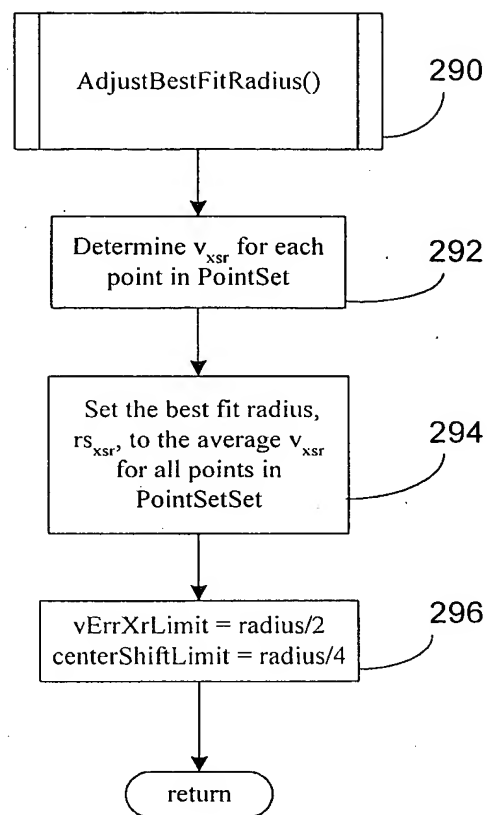 AdjustBestFitRadius()
290
Determine v_xsr for each
point in PointSet
292
Set the best fit radius,
rs_xsr, to the average v_xsr
for all points in
PointSetSet
294
vErrXrLimit = radius/2
centerShiftLimit = radius/4
296
return